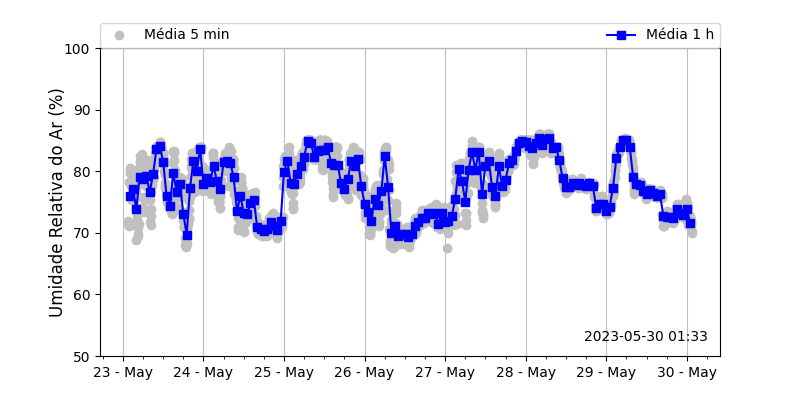 Média 5 min
Média 1 h
100
90
80
70
60
50
Umidade Relativa do Ar (%)
2023-05-30 01:33
23 - May
24 - May
25 - May
26 - May
27 - May
28 - May
29 - May
30 - May